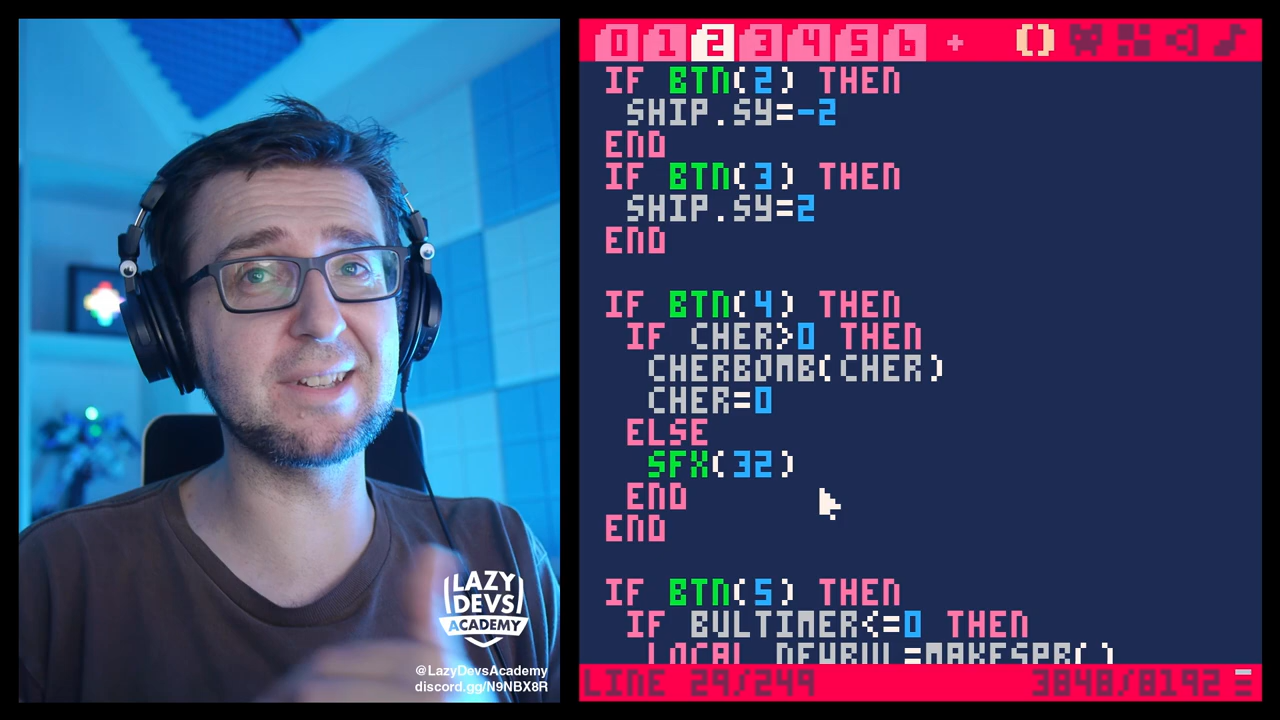 LAZY
DEVS
ACADEMY
@LazyDevsAcademy
discord.gg/N9NBX8R
0 1 2 3 4 5 6 +
IF BTN(2) THEN
SHIP.SY=-2
END
IF BTN(3) THEN
SHIP.SY=2
END
IF BTN(4) THEN
IF CHER>0 THEN
CHERBOMB(CHER)
CHER=0
ELSE
SFX(32)
END
END
IF BTN(5) THEN
IF BULTIMER<=0 THEN
LOCAL NEWBUL=MAKESPR()
LINE 29/249
3848/8192